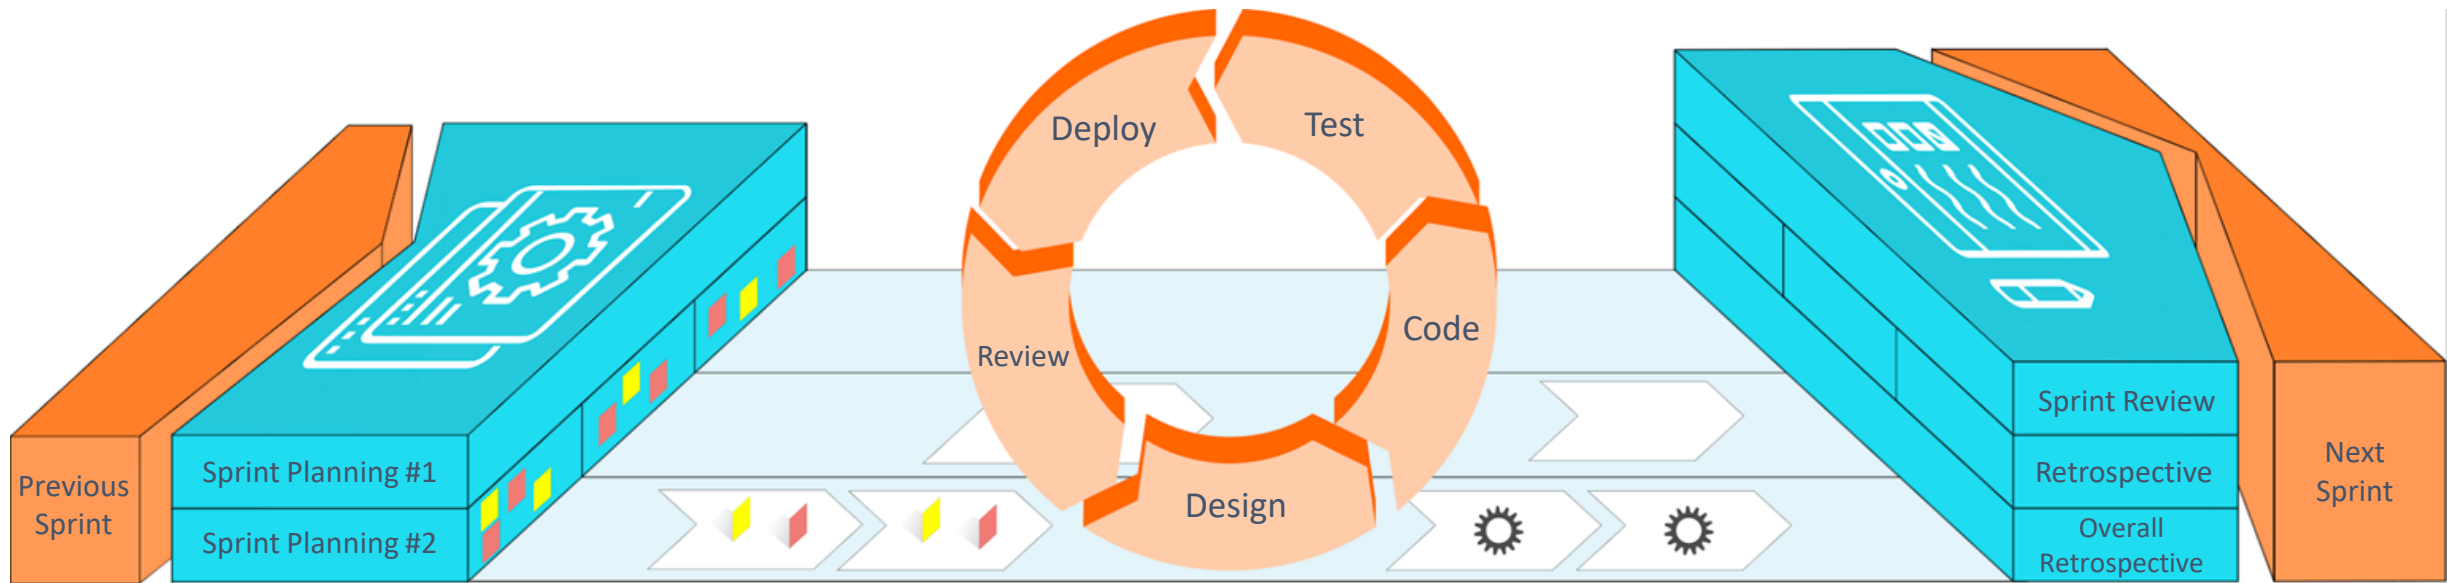 Previous
Sprint
Sprint Planning #1
Sprint Planning #2
Deploy
Test
Review
Code
Design
Sprint Review
Retrospective
Overall
Retrospective
Next
Sprint